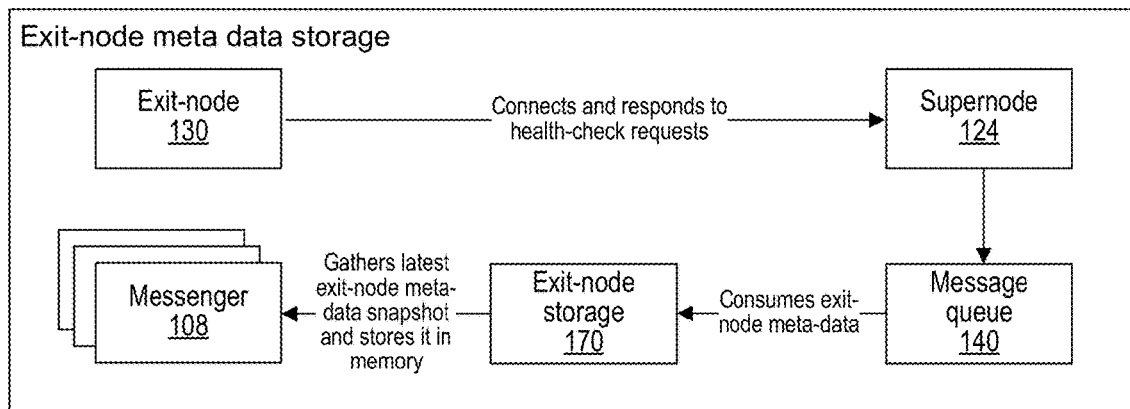 Exit-node meta data storage
Exit-node
130
Connects and responds to
health-check requests
Supernode
124
Messenger
108
Gathers latest
exit-node meta-
data snapshot
and stores it in
memory
Exit-node
storage
170
Consumes exit-
node meta-data
Message
queue
140